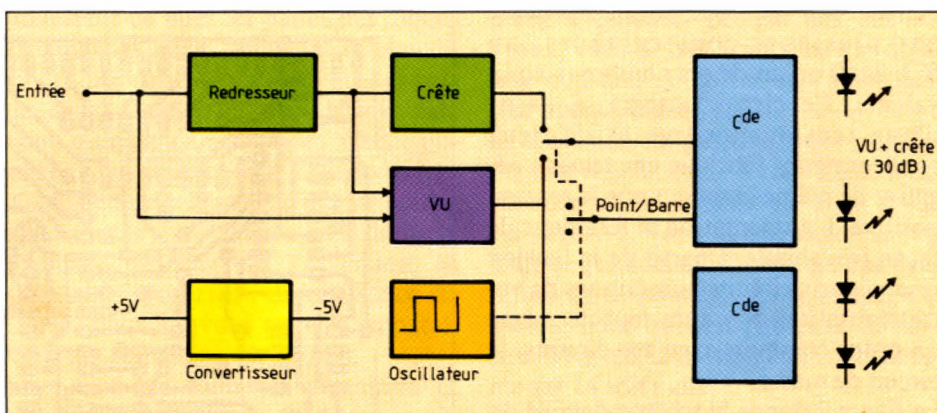 Entrée
Redresseur
Crête
Cde
VU + crête
( 30 dB )
VU
Point/Barre
+5V
-5V
Cde
Convertisseur
Oscillateur